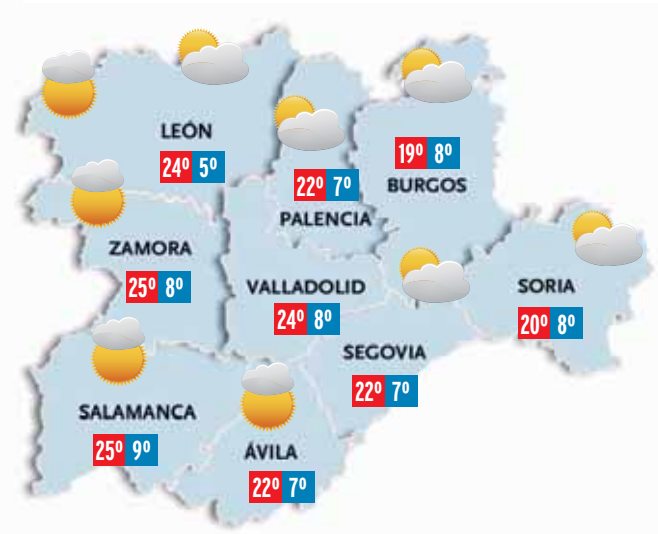 LEÓN
24º 5º
19º 8º
BURGOS
22º 7º
PALENCIA
ZAMORA
25º 8º
VALLADOLID
24º 8º
SORIA
20º 8º
SEGOVIA
22º 7º
SALAMANCA
25º 9º
ÁVILA
22º 7º